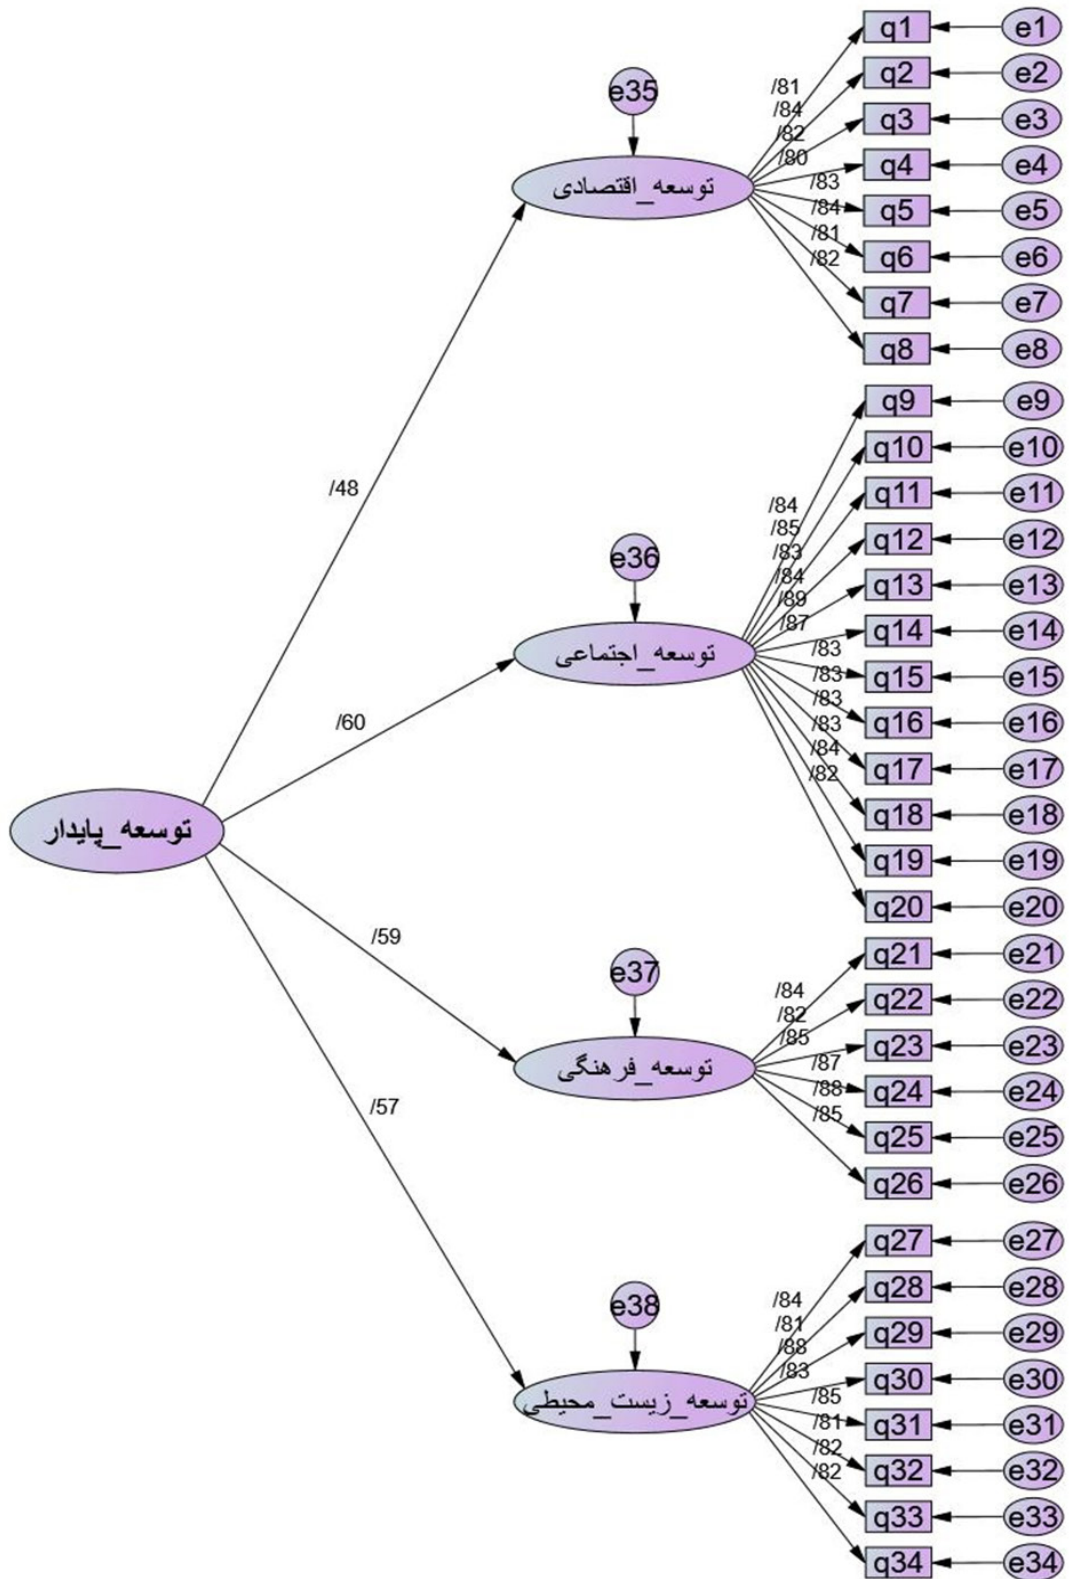 q1
e1
q2
e2
e35
/81
/84
q3
e3
/82
/80
q4
e4
توسعه_اقتصادی
/83
/84
q5
e5
/81
q6
e6
/82
q7
e7
q8
e8
q9
e9
q10
e10
/48
/84
q11
e11
/85
q12
e12
e36
/83
/84
q13
e13
/89
/87
q14
e14
توسعه_اجتماعی
/83
q15
e15
/83
/83
q16
e16
/60
/83
/84
q17
e17
/82
q18
e18
توسعه_پایدار
q19
e19
q20
e20
/59
q21
e21
e37
/84
q22
e22
/82
/85
q23
e23
توسعه_فرهنگی
/87
/88
q24
e24
/57
/85
q25
e25
q26
e26
q27
e27
q28
e28
e38
/84
/81
q29
e29
/88
/83
q30
e30
توسعه_زیست_محیطی
/85
/81
q31
e31
/82
/82
q32
e32
q33
e33
q34
e34